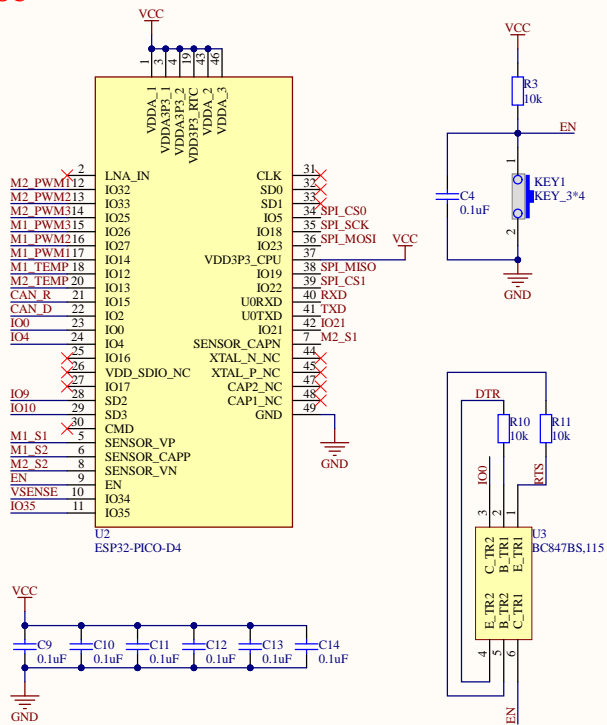 VCC
1
3
4
19
43
46
VDDA_1
VDDA3P3_1
VDDA3P3_2
VDD3P3_RTC
VDDA_2
VDDA_3
2 LNA_IN
M2_PWM1 12 IO32
M2_PWM2 13 IO33
M2_PWM3 14 IO25
M1_PWM3 15 IO26
M1_PWM2 16 IO27
M1_PWM1 17 IO14
M1_TEMP 18 IO12
M2_TEMP 20 IO13
CAN_R 21 IO15
CAN_D 22 IO2
IO0 23 IO0
IO4 24 IO4
25 IO16
26 VDD_SDIO_NC
27 IO17
IO9 28 SD2
IO10 29 SD3
30 CMD
M1_S1 5 SENSOR_VP
M1_S2 6 SENSOR_CAPP
M2_S2 8 SENSOR_VN
EN 9 EN
VSENSE 10 IO34
IO35 11 IO35
CLK 31
SD0 32
SD1 33
IO5 34 SPI_CS0
IO18 35 SPI_SCK
IO23 36 SPI_MOSI
VDD3P3_CPU 37 VCC
IO19 38 SPI_MISO
IO22 39 SPI_CS1
U0RXD 40 RXD
U0TXD 41 TXD
IO21 42 IO21
SENSOR_CAPN 7 M2_S1
XTAL_N_NC 44
XTAL_P_NC 45
CAP2_NC 47
CAP1_NC 48
GND 49
GND
U2
ESP32-PICO-D4
VCC
R3
10k
EN
1
KEY1
KEY_3*4
C4
0.1uF
2
GND
DTR
R10
10k
R11
10k
IO0
RTS
3
2
1
U3
BC847BS,115
C_TR2
B_TR1
E_TR1
E_TR2
B_TR2
C_TR1
4
5
6
EN
VCC
C9
0.1uF
C10
0.1uF
C11
0.1uF
C12
0.1uF
C13
0.1uF
C14
0.1uF
GND